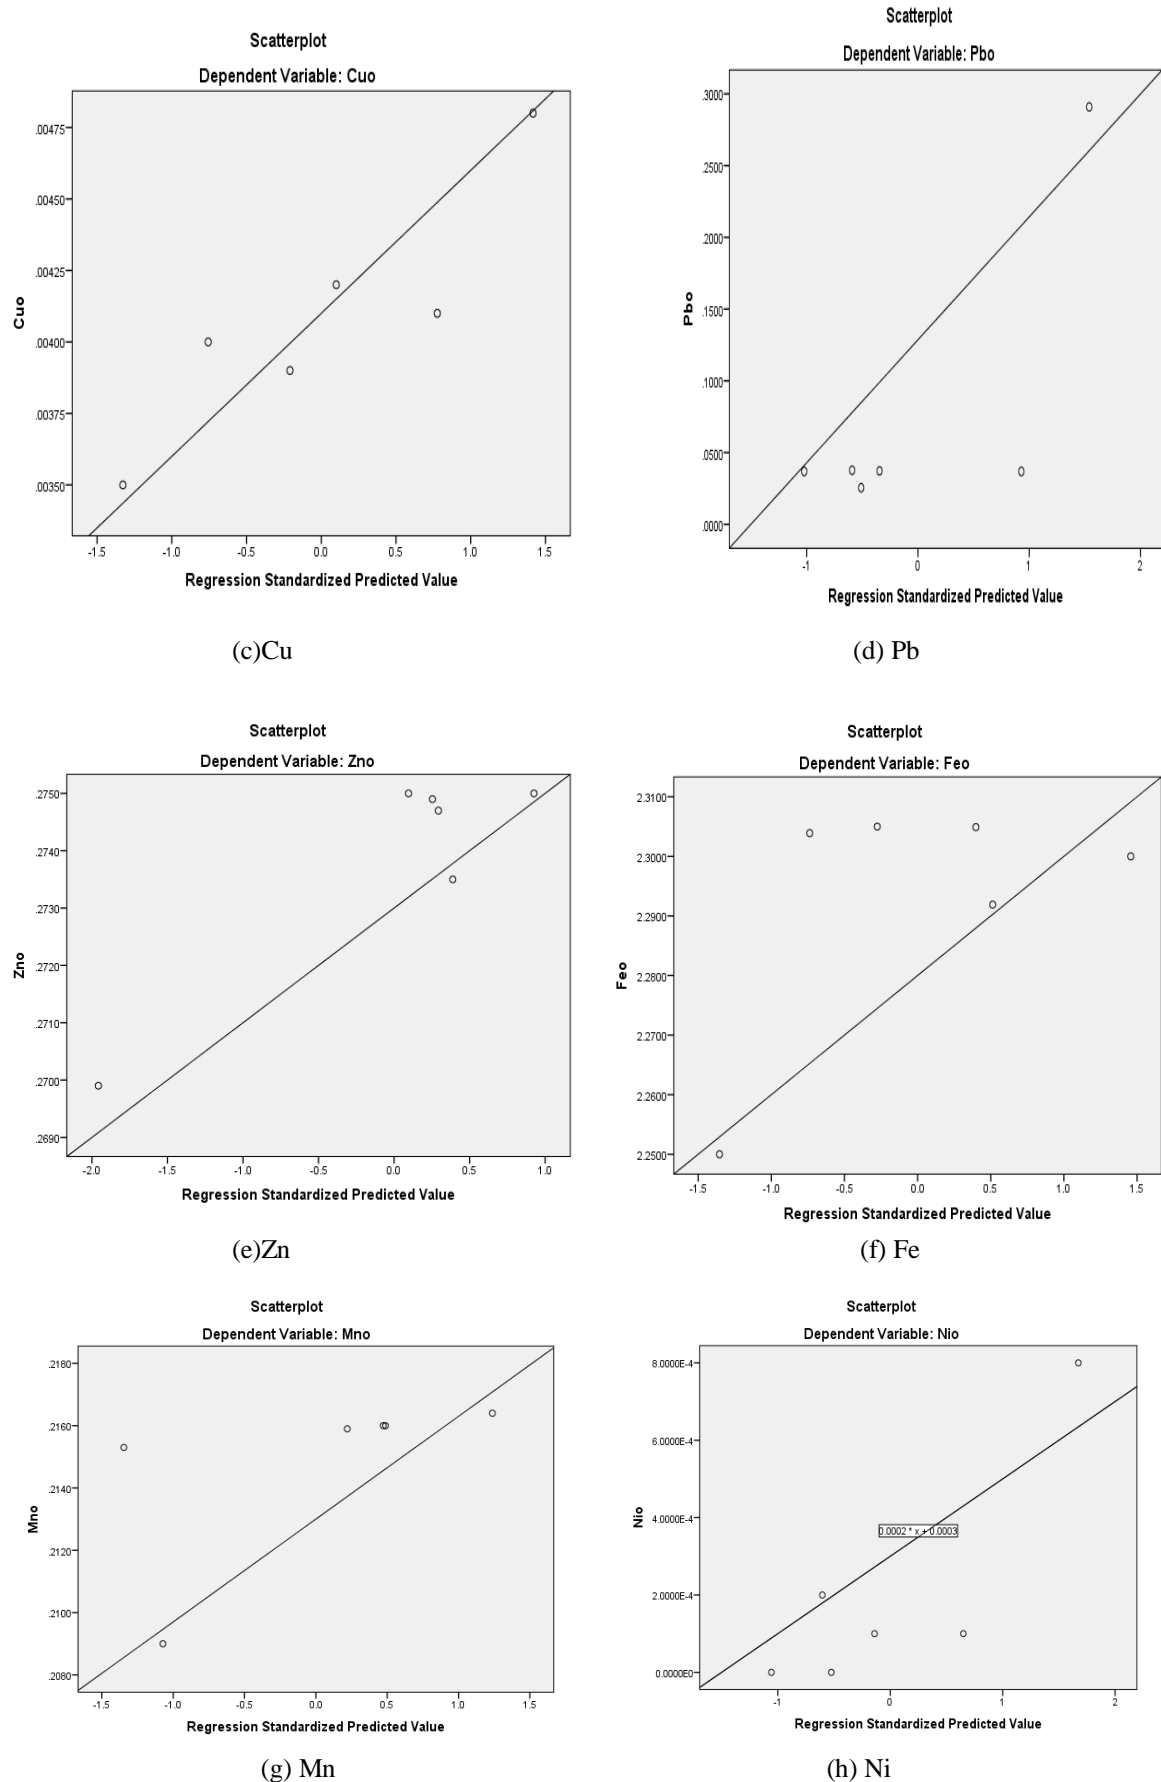 Scatterplot
Dependent Variable: Cuo
.00475
.00450
.00425
.00400
.00375
.00350
Cuo
-1.5 -1.0 -0.5 0.0 0.5 1.0 1.5
Regression Standardized Predicted Value
(c)Cu
Scatterplot
Dependent Variable: Pbo
.3000
.2500
.2000
.1500
.1000
.0500
.0000
Pbo
-1 0 1 2
Regression Standardized Predicted Value
(d) Pb
Scatterplot
Dependent Variable: Zno
.2750
.2740
.2730
.2720
.2710
.2700
.2690
Zno
-2.0 -1.5 -1.0 -0.5 0.0 0.5 1.0
Regression Standardized Predicted Value
(e)Zn
Scatterplot
Dependent Variable: Feo
2.3100
2.3000
2.2900
2.2800
2.2700
2.2600
2.2500
Feo
-1.5 -1.0 -0.5 0.0 0.5 1.0 1.5
Regression Standardized Predicted Value
(f) Fe
Scatterplot
Dependent Variable: Mno
.2180
.2160
.2140
.2120
.2100
.2080
Mno
-1.5 -1.0 -0.5 0.0 0.5 1.0 1.5
Regression Standardized Predicted Value
(g) Mn
Scatterplot
Dependent Variable: Nio
8.0000E-4
6.0000E-4
4.0000E-4
2.0000E-4
0.0000E0
Nio
0.0002 * x + 0.0003
-1 0 1 2
Regression Standardized Predicted Value
(h) Ni